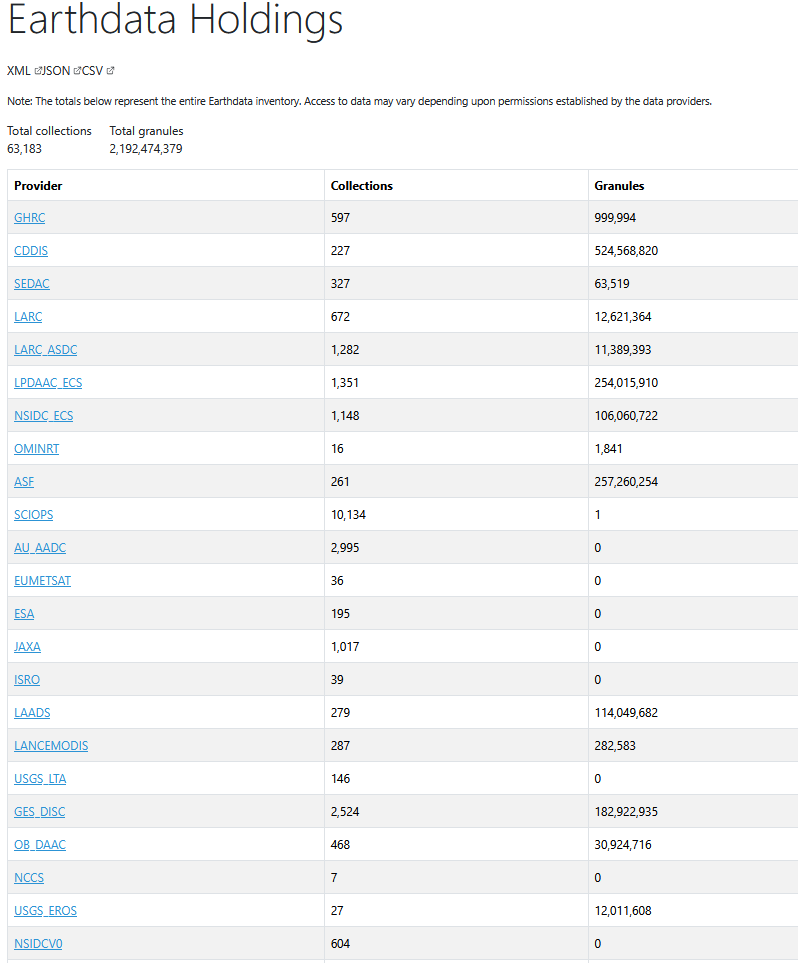 Earthdata Holdings
XML JSON CSV
Note: The totals below represent the entire Earthdata inventory. Access to data may vary depending upon permissions established by the data providers.
Total collections Total granules
63,183 2,192,474,379
Provider Collections Granules
GHRC 597 999,994
CDDIS 227 524,568,820
SEDAC 327 63,519
LARC 672 12,621,364
LARC_ASDC 1,282 11,389,393
LPDAAC_ECS 1,351 254,015,910
NSIDC_ECS 1,148 106,060,722
OMINRT 16 1,841
ASF 261 257,260,254
SCIOPS 10,134 1
AU_AADC 2,995 0
EUMETSAT 36 0
ESA 195 0
JAXA 1,017 0
ISRO 39 0
LAADS 279 114,049,682
LANCEMODIS 287 282,583
USGS_LTA 146 0
GES_DISC 2,524 182,922,935
OB_DAAC 468 30,924,716
NCCS 7 0
USGS_EROS 27 12,011,608
NSIDCV0 604 0